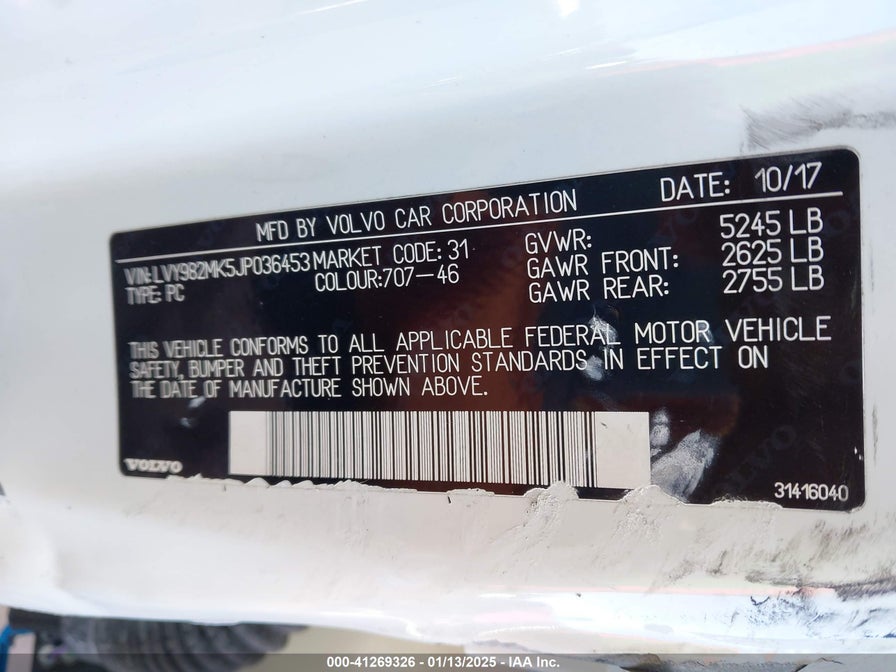 MFD BY VOLVO CAR CORPORATION DATE: 10/17
VIN:LVY982MK5JP036453 MARKET CODE: 31 GVWR: 5245 LB
TYPE: PC COLOUR:707-46 GAWR FRONT: 2625 LB
GAWR REAR: 2755 LB
THIS VEHICLE CONFORMS TO ALL APPLICABLE FEDERAL MOTOR VEHICLE
SAFETY, BUMPER AND THEFT PREVENTION STANDARDS IN EFFECT ON
THE DATE OF MANUFACTURE SHOWN ABOVE.
VOLVO
31416040
000-41269326 - 01/13/2025 - IAA Inc.